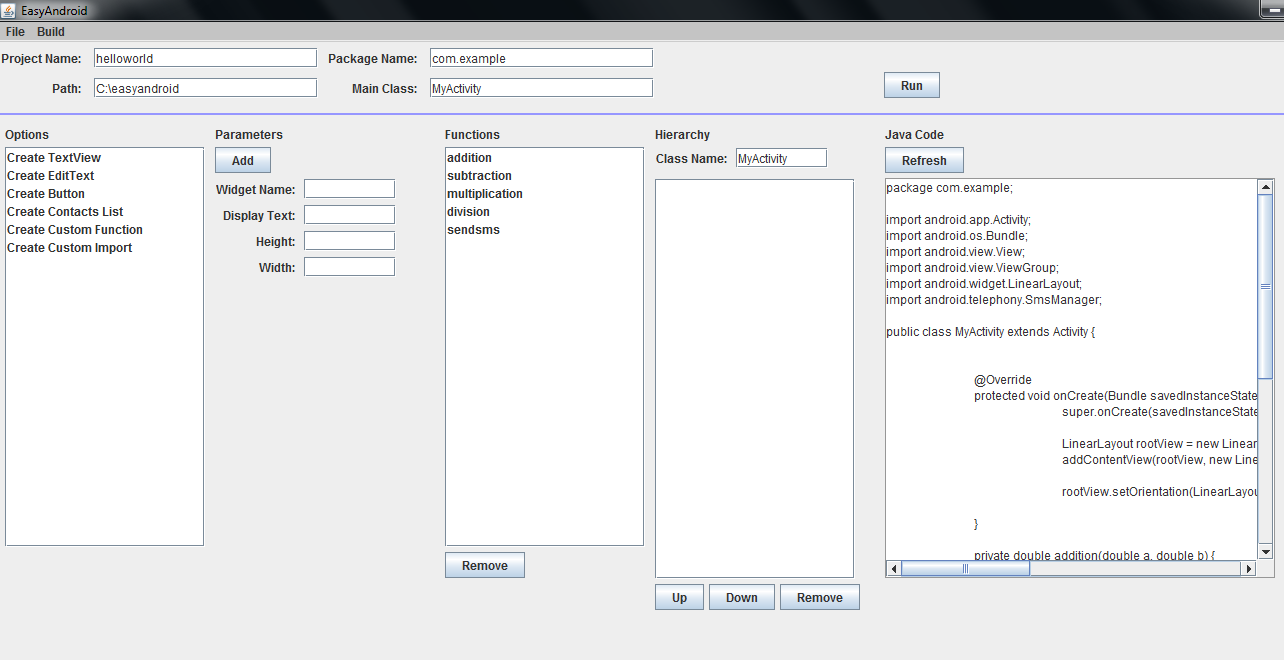 EasyAndroid
File Build
Project Name: helloworld Package Name: com.example
Path: C:\easyandroid Main Class: MyActivity
Run
Options
Create TextView
Create EditText
Create Button
Create Contacts List
Create Custom Function
Create Custom Import
Parameters
Add
Widget Name:
Display Text:
Height:
Width:
Functions
addition
subtraction
multiplication
division
sendsms
Remove
Hierarchy
Class Name: MyActivity
Up Down Remove
Java Code
Refresh
package com.example;
import android.app.Activity;
import android.os.Bundle;
import android.view.View;
import android.view.ViewGroup;
import android.widget.LinearLayout;
import android.telephony.SmsManager;
public class MyActivity extends Activity {
@Override
protected void onCreate(Bundle savedInstanceState
super.onCreate(savedInstanceState
LinearLayout rootView = new Linear
addContentView(rootView, new Line
rootView.setOrientation(LinearLayou
}
private double addition(double a, double b) {